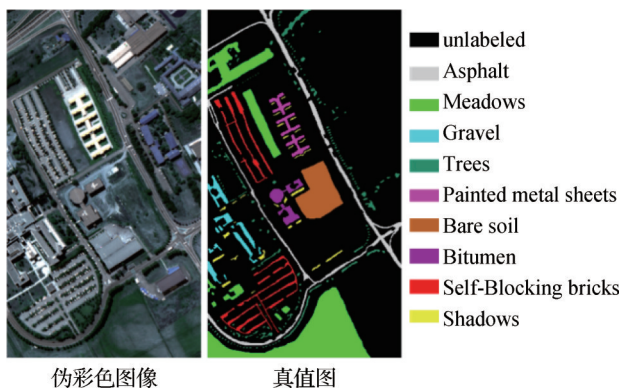 unlabeled
Asphalt
Meadows
Gravel
Trees
Painted metal sheets
Bare soil
Bitumen
Self-Blocking bricks
Shadows
伪彩色图像
真值图